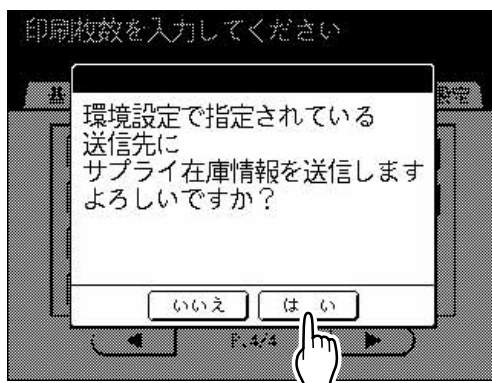 印刷枚数を入力してください
基
設定
環境設定で指定されている
送信先に
サプライ在庫情報を送信します
よろしいですか？
いいえ
は い
P.4/4